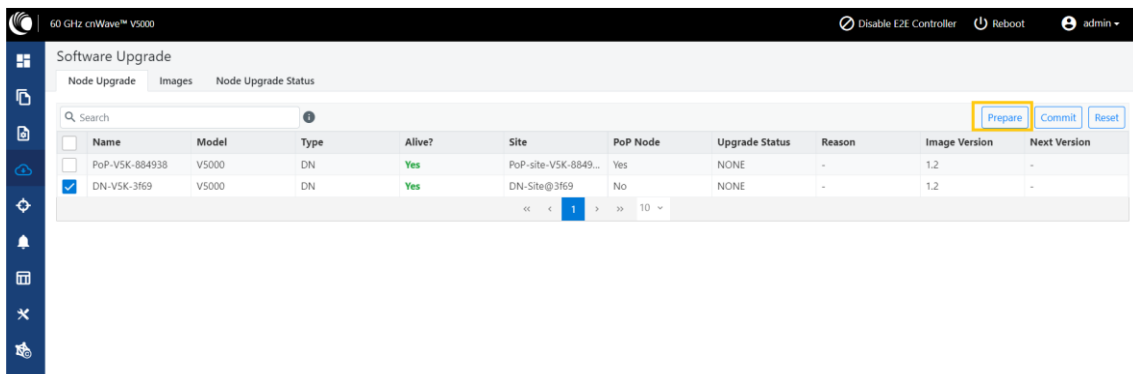 60 GHz cnWave™ V5000 Disable E2E Controller Reboot admin
Software Upgrade
Node Upgrade Images Node Upgrade Status
Search Prepare Commit Reset
Name Model Type Alive? Site PoP Node Upgrade Status Reason Image Version Next Version
PoP-V5K-884938 V5000 DN Yes PoP-site-V5K-8849... Yes NONE - 1.2 -
DN-V5K-3f69 V5000 DN Yes DN-Site@3f69 No NONE - 1.2 -
« ‹ 1 › » 10